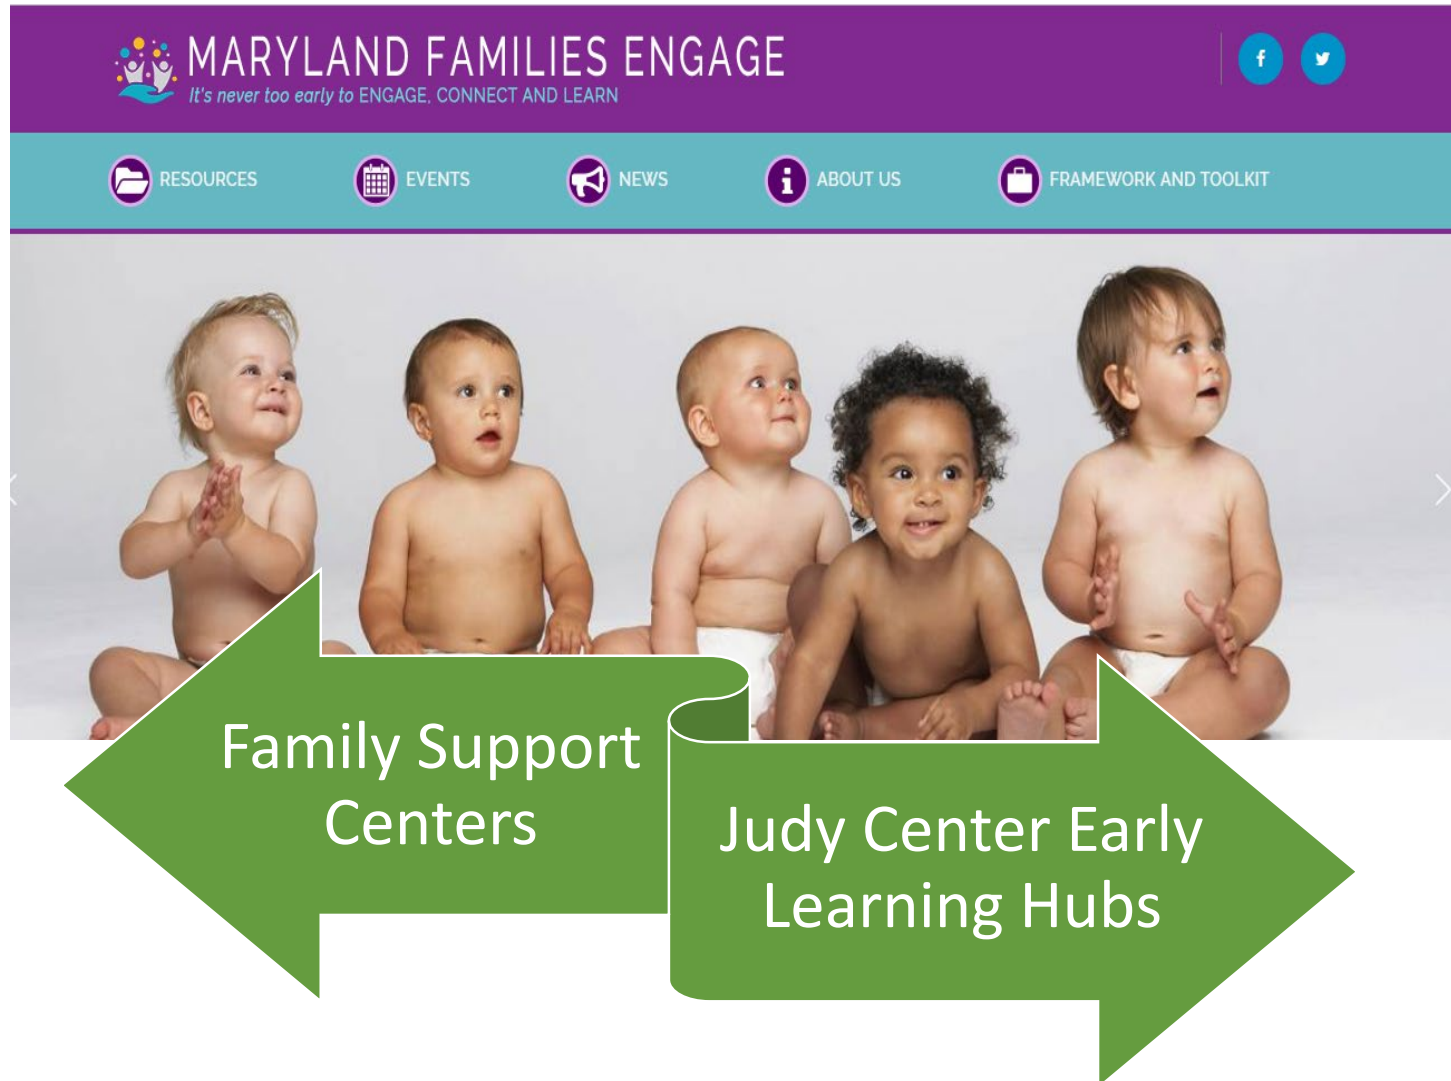 MARYLAND FAMILIES ENGAGE
It's never too early to ENGAGE, CONNECT AND LEARN
RESOURCES
EVENTS
NEWS
ABOUT US
FRAMEWORK AND TOOLKIT
Family Support
Centers
Judy Center Early
Learning Hubs